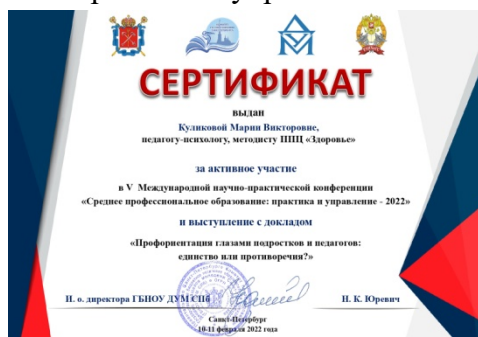 СЕРТИФИКАТ
выдан
Куликовой Марии Викторовне,
педагогу-психологу, методисту ППЦ «Здоровье»
за активное участие
в V Международной научно-практической конференции
«Среднее профессиональное образование: практика и управление - 2022»
и выступление с докладом
«Профориентация глазами подростков и педагогов:
единство или противоречия?»
И. о. директора ГБНОУ ДУМ СПб Н. К. Юревич
Санкт-Петербург
10-11 февраля 2022 года